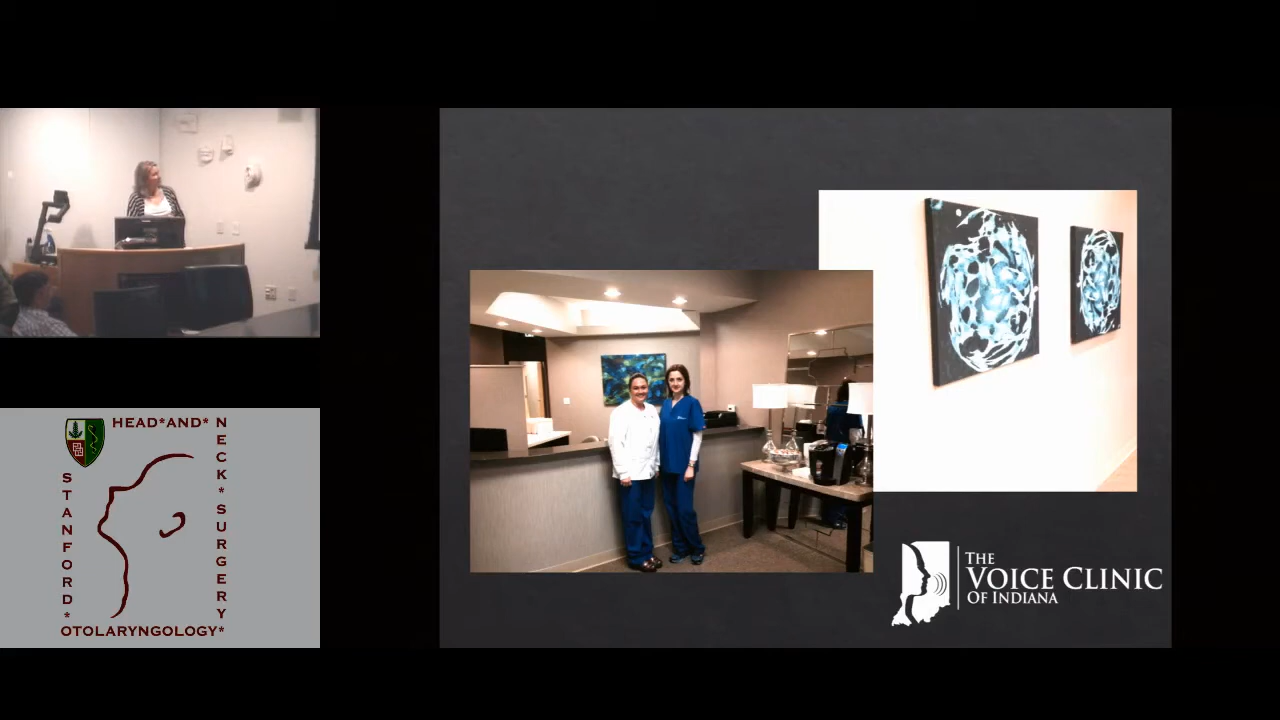 HEAD*AND*
NECK*SURGERY*
STANFORD*
OTOLARYNGOLOGY*
THE
VOICE CLINIC
OF INDIANA